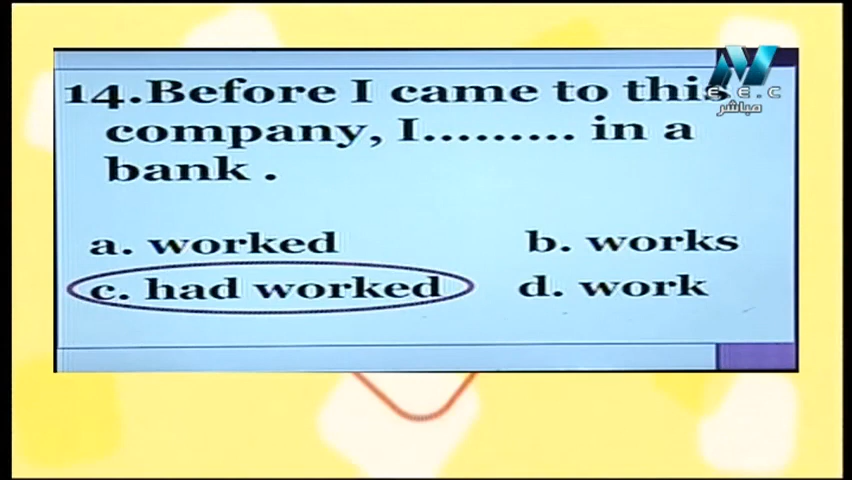 14.Before I came to this
company, I......... in a
bank .
a. worked
b. works
c. had worked
d. work
E E . C
مباشر